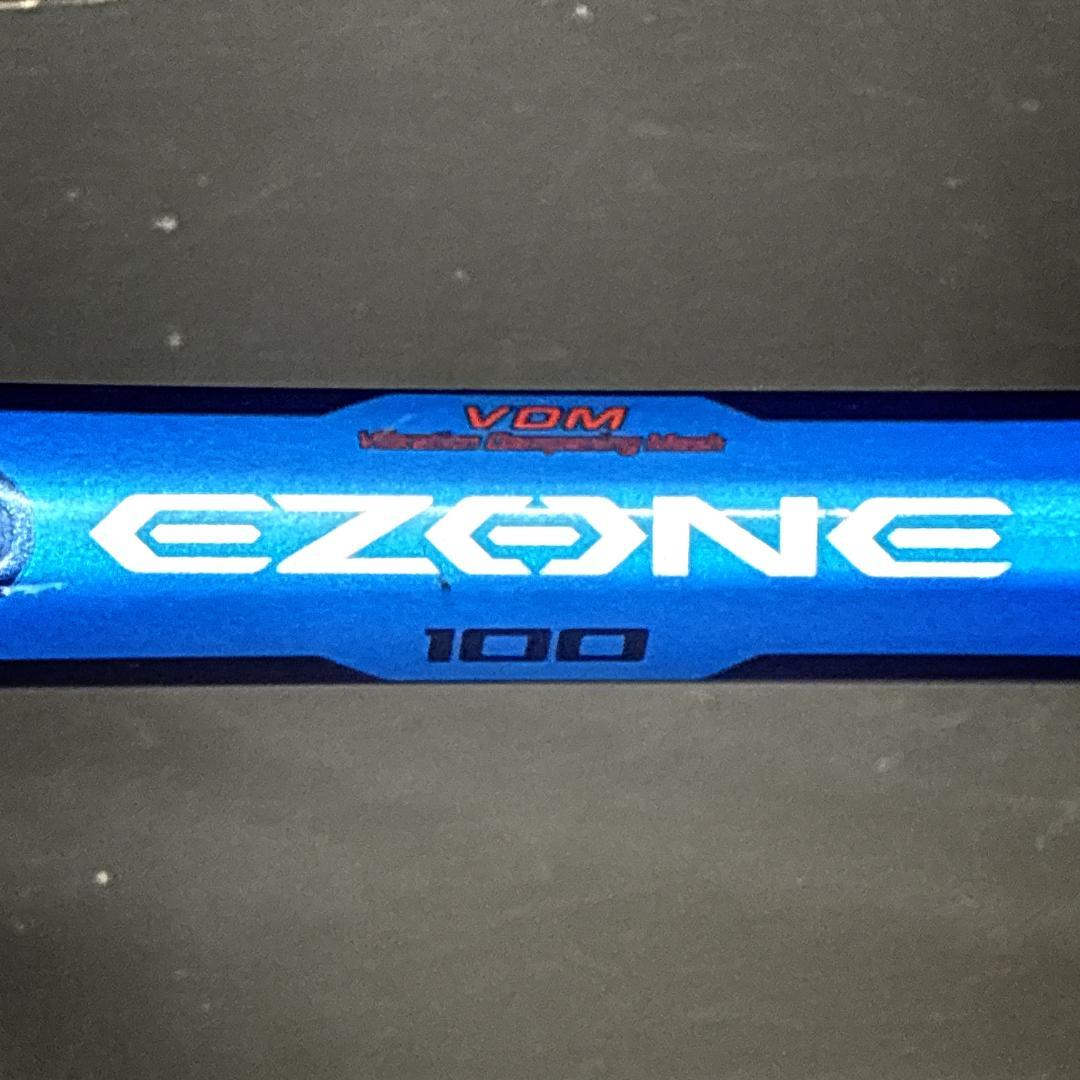 VDM
Vibration Dampening Mesh
EZONE
100